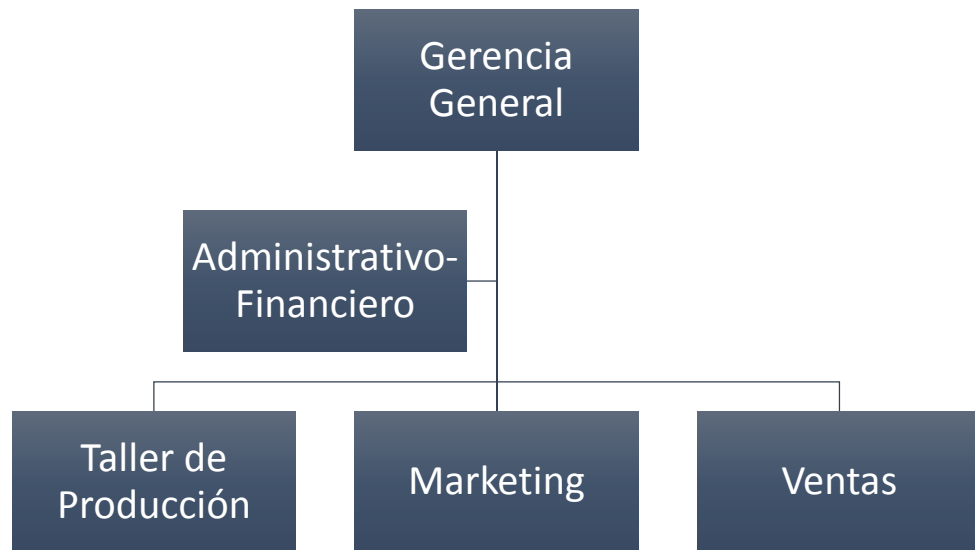 Gerencia
General
Administrativo-
Financiero
Taller de
Producción
Marketing
Ventas